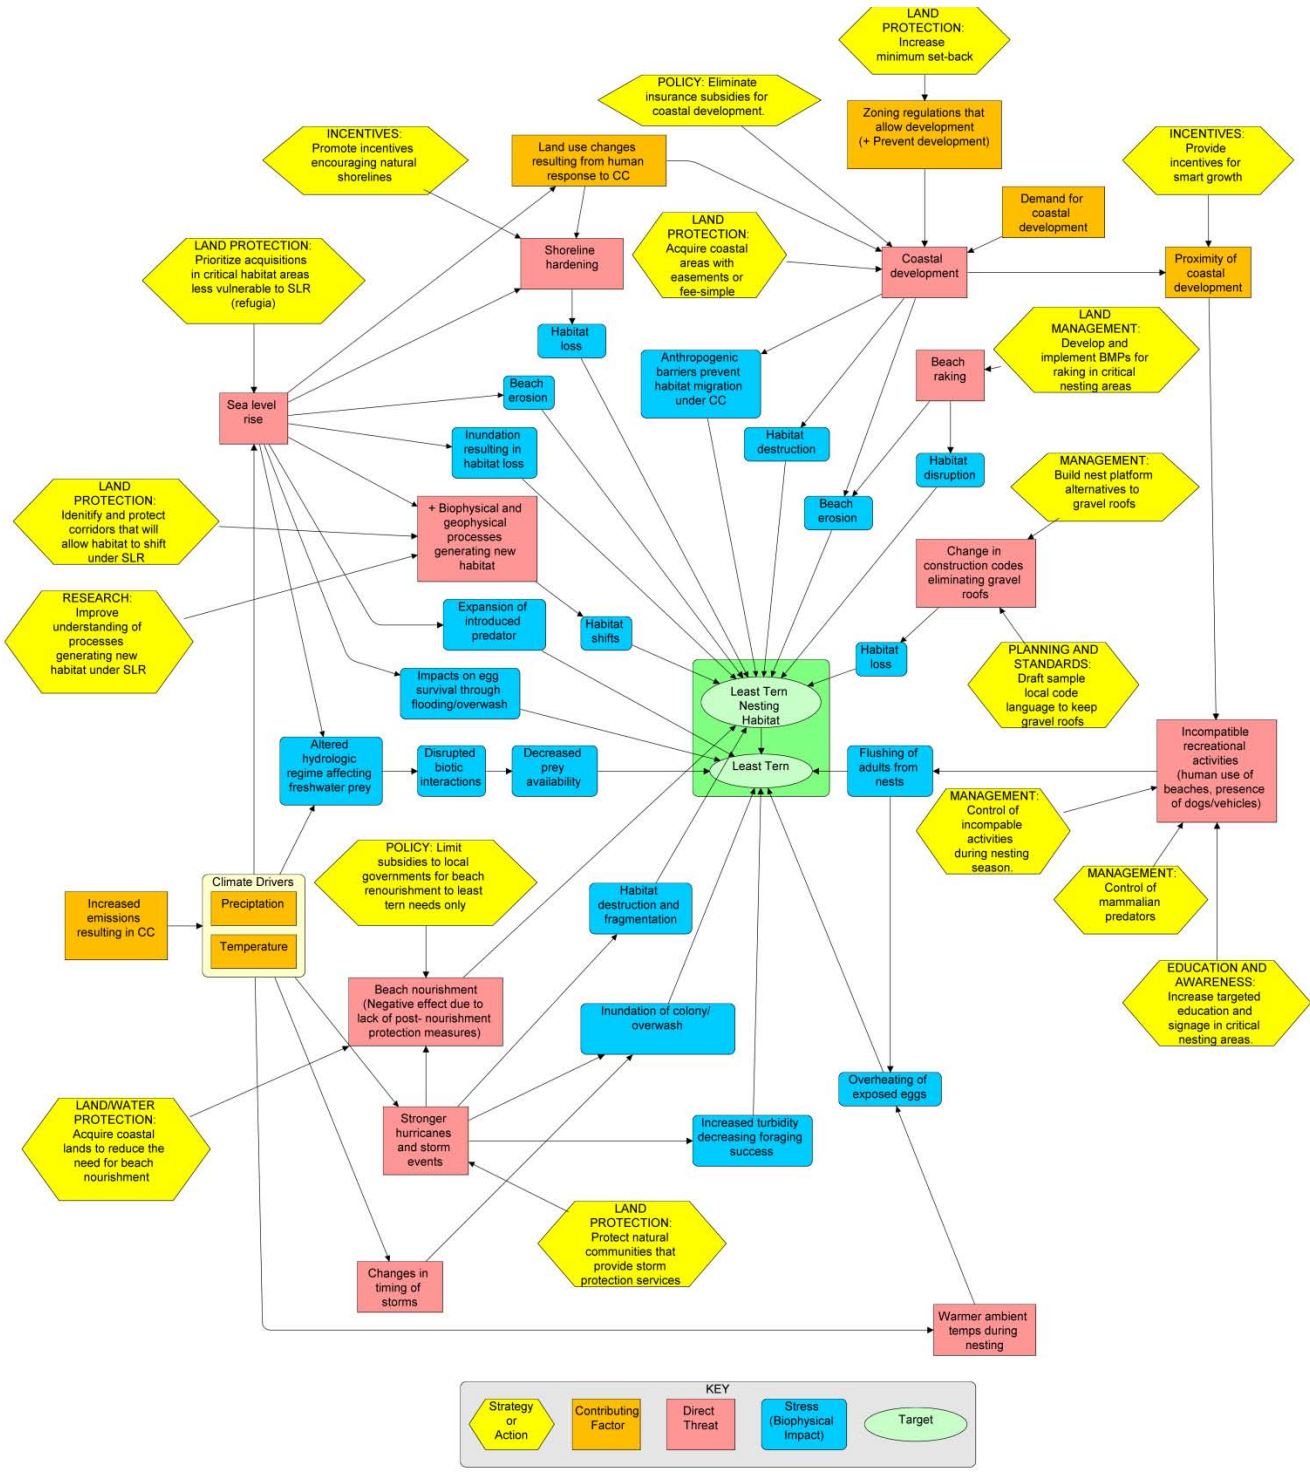 LAND
PROTECTION:
Increase
minimum set-back
POLICY: Eliminate
insurance subsidies for
coastal development.
Zoning regulations that
allow development
(+ Prevent development)
INCENTIVES:
Promote incentives
encouraging natural
shorelines
Land use changes
resulting from human
response to CC
INCENTIVES:
Provide
incentives for
smart growth
Demand for
coastal
development
LAND PROTECTION:
Prioritize acquisitions
in critical habitat areas
less vulnerable to SLR
(refugia)
Shoreline
hardening
LAND
PROTECTION:
Acquire coastal
areas with
easements or
fee-simple
Coastal
development
Proximity of
coastal
development
Habitat
loss
Anthropogenic
barriers prevent
habitat migration
under CC
Beach
raking
LAND
MANAGEMENT:
Develop and
implement BMPs for
raking in critical
nesting areas
Sea level
rise
Beach
erosion
Inundation
resulting in
habitat loss
Habitat
destruction
Habitat
disruption
MANAGEMENT:
Build nest platform
alternatives to
gravel roofs
LAND
PROTECTION:
Idenitify and protect
corridors that will
allow habitat to shift
under SLR
+ Biophysical and
geophysical
processes
generating new
habitat
Beach
erosion
Change in
construction codes
eliminating gravel
roofs
RESEARCH:
Improve
understanding of
processes
generating new
habitat under SLR
Expansion of
introduced
predator
Habitat
shifts
Habitat
loss
PLANNING AND
STANDARDS:
Draft sample
local code
language to keep
gravel roofs
Impacts on egg
survival through
flooding/overwash
Least Tern
Nesting
Habitat
Least Tern
Altered
hydrologic
regime affecting
freshwater prey
Disrupted
biotic
interactions
Decreased
prey
availability
Flushing of
adults from
nests
Incompatible
recreational
activities
(human use of
beaches, presence
of dogs/vehicles)
MANAGEMENT:
Control of
incompable
activities
during nesting
season.
POLICY: Limit
subsidies to local
governments for beach
renourishment to least
tern needs only
MANAGEMENT:
Control of
mammalian
predators
Increased
emissions
resulting in CC
Climate Drivers
Preciptation
Temperature
Habitat
destruction and
fragmentation
Beach nourishment
(Negative effect due to
lack of post- nourishment
protection measures)
Inundation of colony/
overwash
EDUCATION AND
AWARENESS:
Increase targeted
education and
signage in critical
nesting areas.
Overheating of
exposed eggs
LAND/WATER
PROTECTION:
Acquire coastal
lands to reduce the
need for beach
nourishment
Stronger
hurricanes
and storm
events
Increased turbidity
decreasing foraging
success
LAND
PROTECTION:
Protect natural
communities that
provide storm
protection services
Changes in
timing of
storms
Warmer ambient
temps during
nesting
KEY
Strategy
or
Action
Contributing
Factor
Direct
Threat
Stress
(Biophysical
Impact)
Target